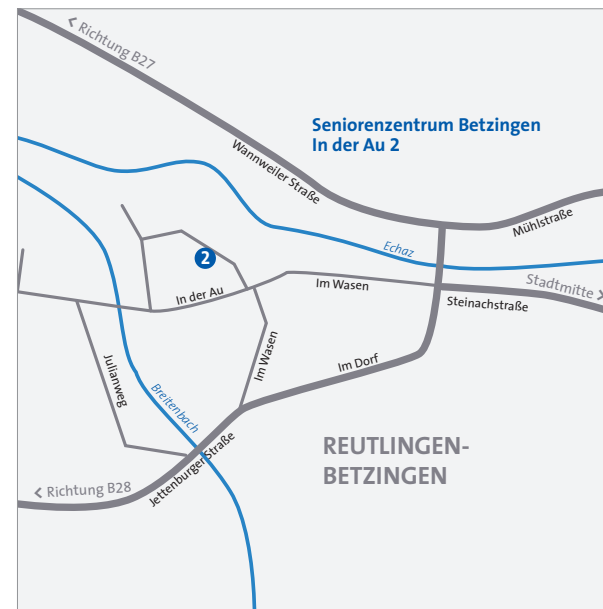 Richtung B27
Seniorenzentrum Betzingen
In der Au 2
Wannweiler Straße
Mühlstraße
Echaz
2
Stadtmitte
Im Wasen
In der Au
Steinachstraße
Im Wasen
Im Dorf
Julianweg
Breitenbach
REUTLINGEN-
BETZINGEN
Jettenburger Straße
Richtung B28